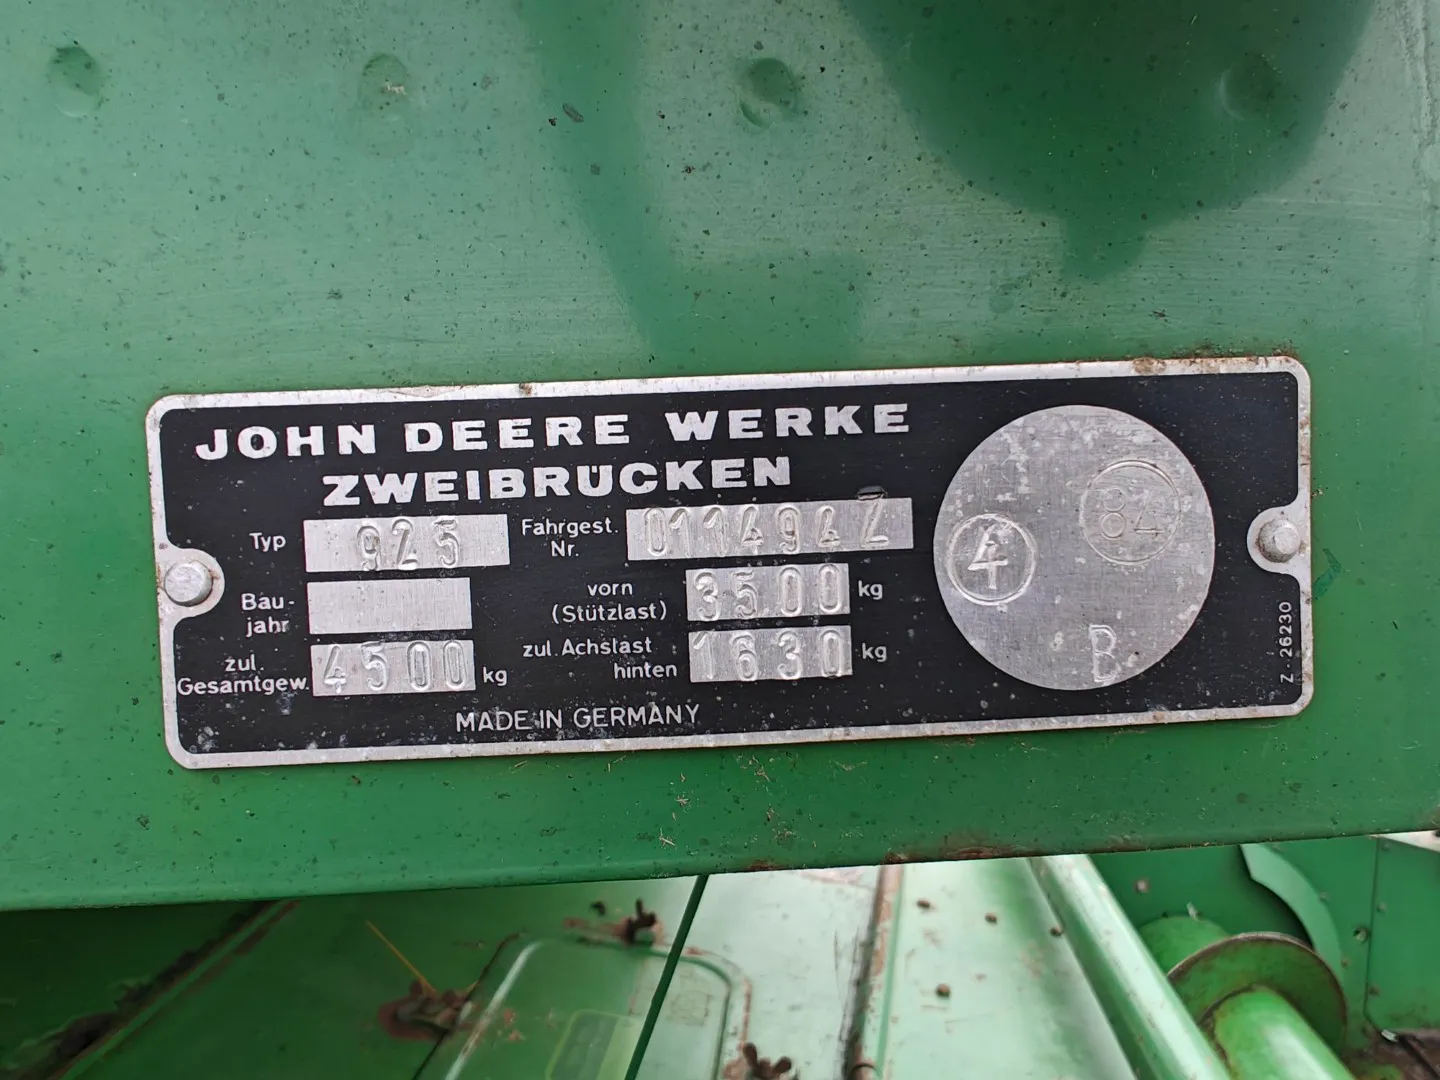 JOHN DEERE WERKE
ZWEIBRÜCKEN
Typ 925 Fahrgest. Nr. 011494 Z
Bau-
jahr
vorn
(Stützlast) 3500 kg
zul.
Gesamtgew. 4500 kg
zul. Achslast
hinten 1630 kg
MADE IN GERMANY
4
84
B
Z-26230